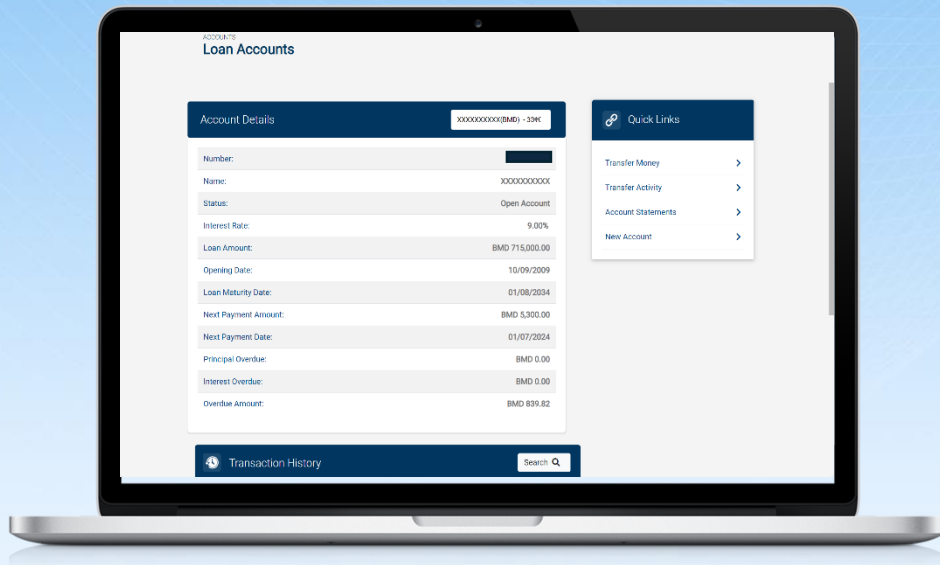 ACCOUNTS
Loan Accounts
Account Details
XXXXXXXXXX(BMD) - 339K
Number:
Name: XXXXXXXXXX
Status: Open Account
Interest Rate: 9.00%
Loan Amount: BMD 715,000.00
Opening Date: 10/09/2009
Loan Maturity Date: 01/08/2034
Next Payment Amount: BMD 5,300.00
Next Payment Date: 01/07/2024
Principal Overdue: BMD 0.00
Interest Overdue: BMD 0.00
Overdue Amount: BMD 839.82
Transaction History
Search
Quick Links
Transfer Money
Transfer Activity
Account Statements
New Account